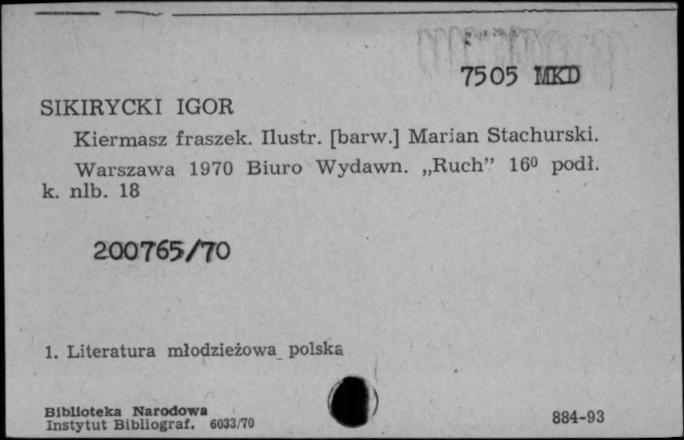 7505 MKD
SIKIRYCKI IGOR
Kiermasz fraszek. Ilustr. [barw.] Marian Stachurski.
Warszawa 1970 Biuro Wydawn. „Ruch” 16⁰ podł.
k. nlb. 18
200765/70
1. Literatura młodzieżowa polska
Biblioteka Narodowa
Instytut Bibliograf. 6033/70
884-93